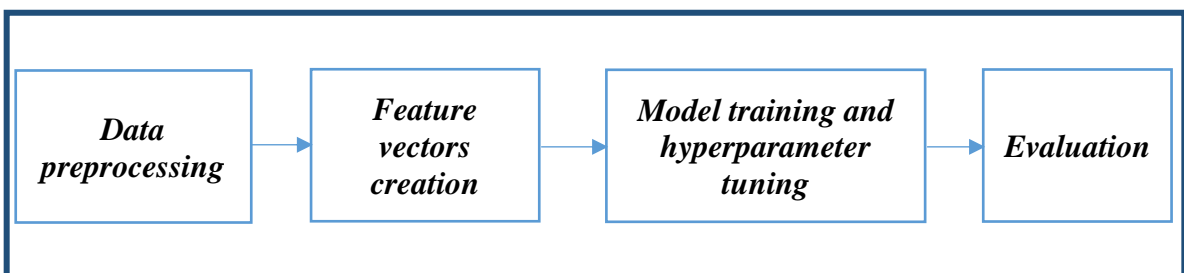 Data
preprocessing
Feature
vectors
creation
Model training and
hyperparameter
tuning
Evaluation